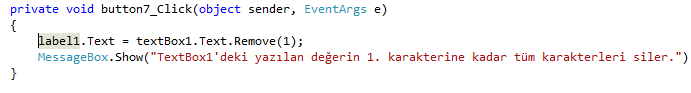 private void button7_Click(object sender, EventArgs e)
{
label1.Text = textBox1.Text.Remove(1);
MessageBox.Show("TextBox1'deki yazılan değerin 1. karakterine kadar tüm karakterleri siler.")
}